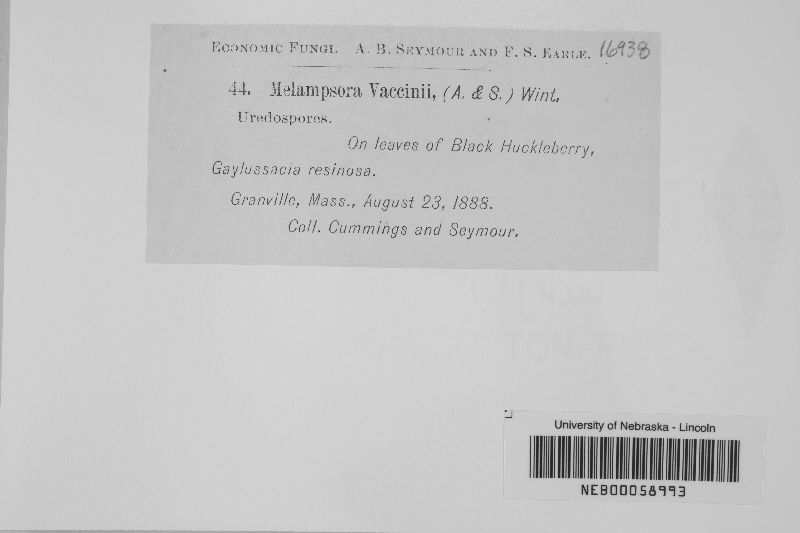 Economic Fungi. A. B. Seymour and F. S. Earle. 16938
44. Melampsora Vaccinii, (A. & S.) Wint.
Uredospores.
On leaves of Black Huckleberry,
Gaylussacia resinosa.
Granville, Mass., August 23, 1888.
Coll. Cummings and Seymour.
University of Nebraska - Lincoln
NEB00058993